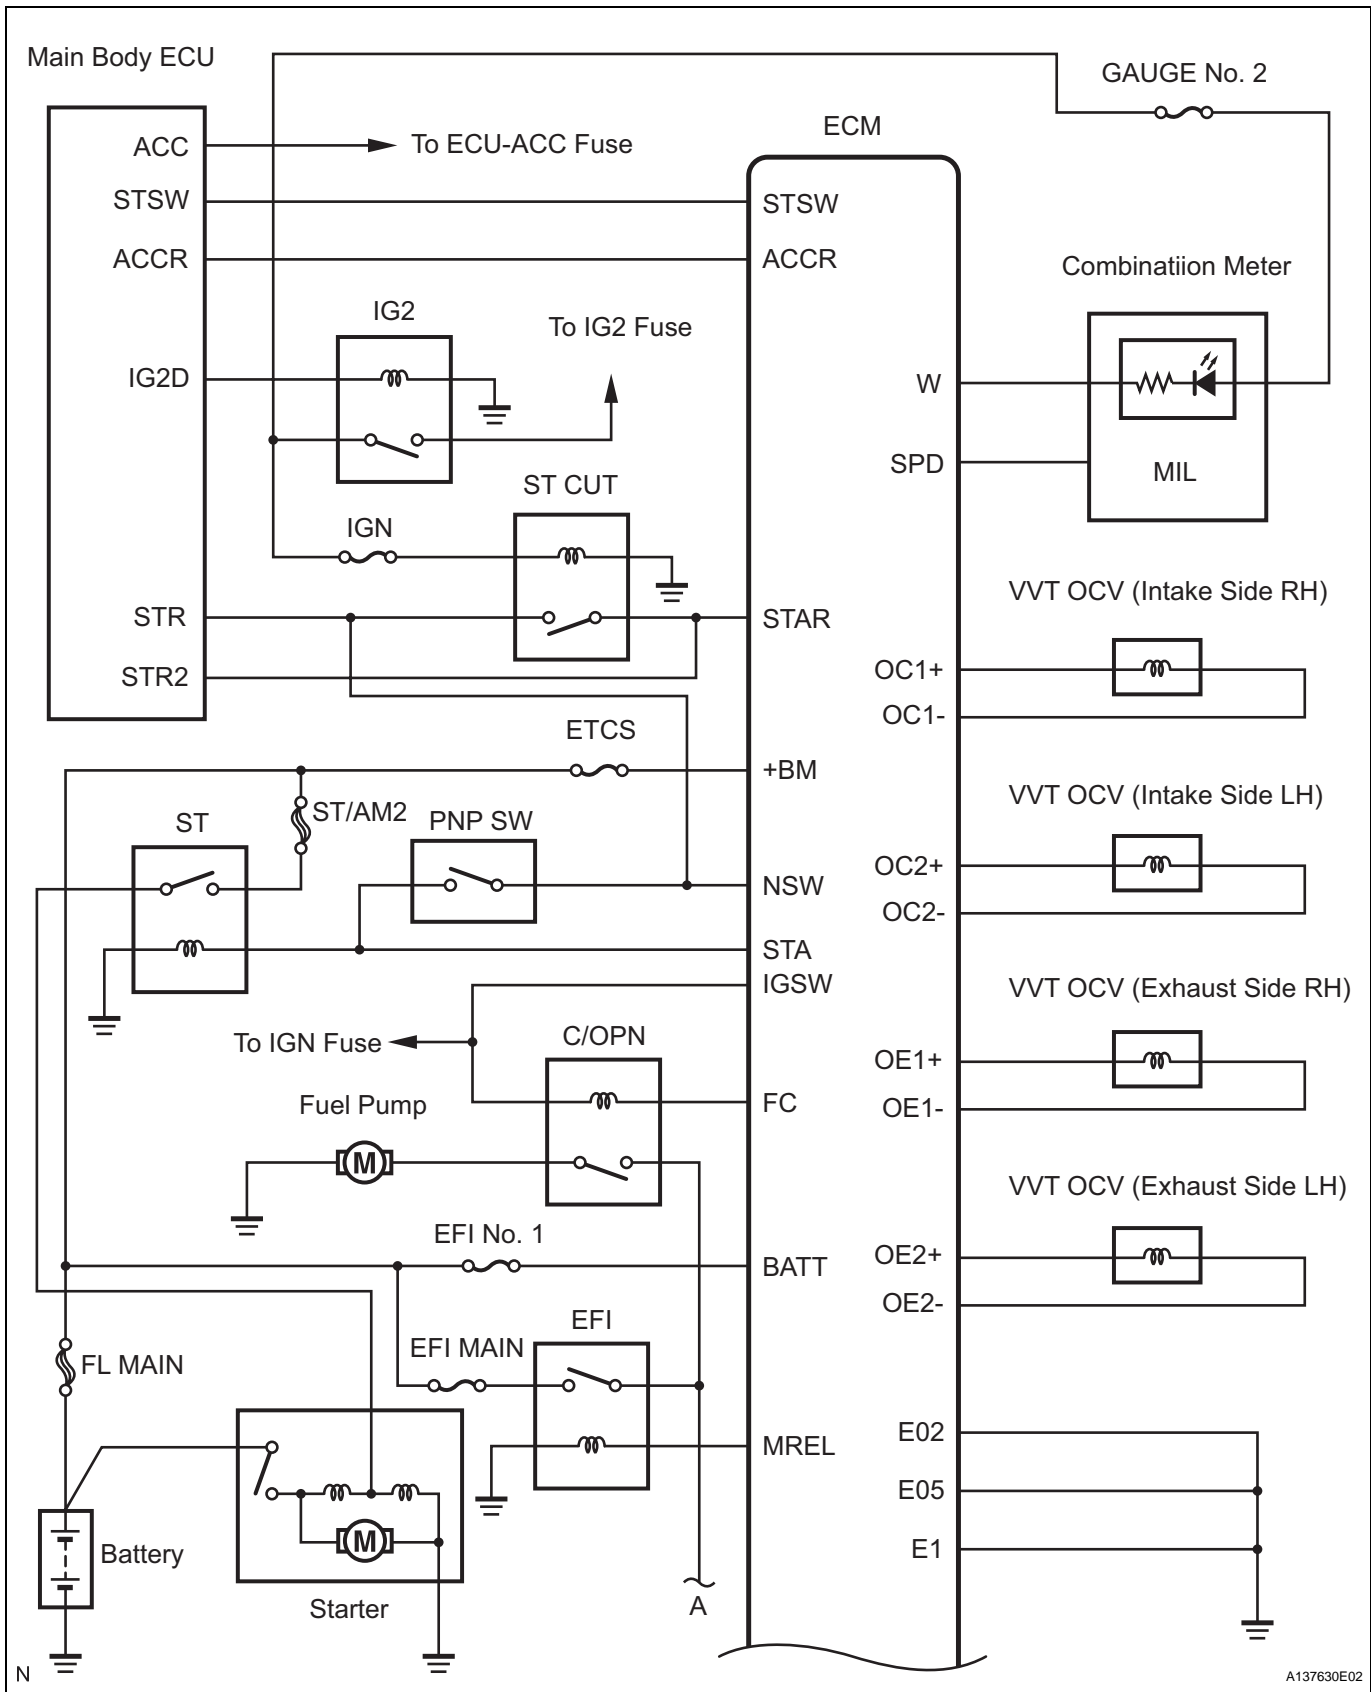 Main Body ECU
GAUGE No. 2
ECM
ACC
To ECU-ACC Fuse
STSW
STSW
ACCR
ACCR
Combinatiion Meter
IG2
To IG2 Fuse
IG2D
W
SPD
MIL
ST CUT
IGN
VVT OCV (Intake Side RH)
STR
STAR
STR2
OC1+
OC1-
ETCS
+BM
VVT OCV (Intake Side LH)
ST/AM2
ST
PNP SW
OC2+
NSW
OC2-
STA
IGSW
VVT OCV (Exhaust Side RH)
To IGN Fuse
C/OPN
OE1+
Fuel Pump
FC
OE1-
M
VVT OCV (Exhaust Side LH)
EFI No. 1
BATT
OE2+
OE2-
EFI
EFI MAIN
FL MAIN
E02
MREL
E05
M
E1
Battery
Starter
A
N
A137630E02